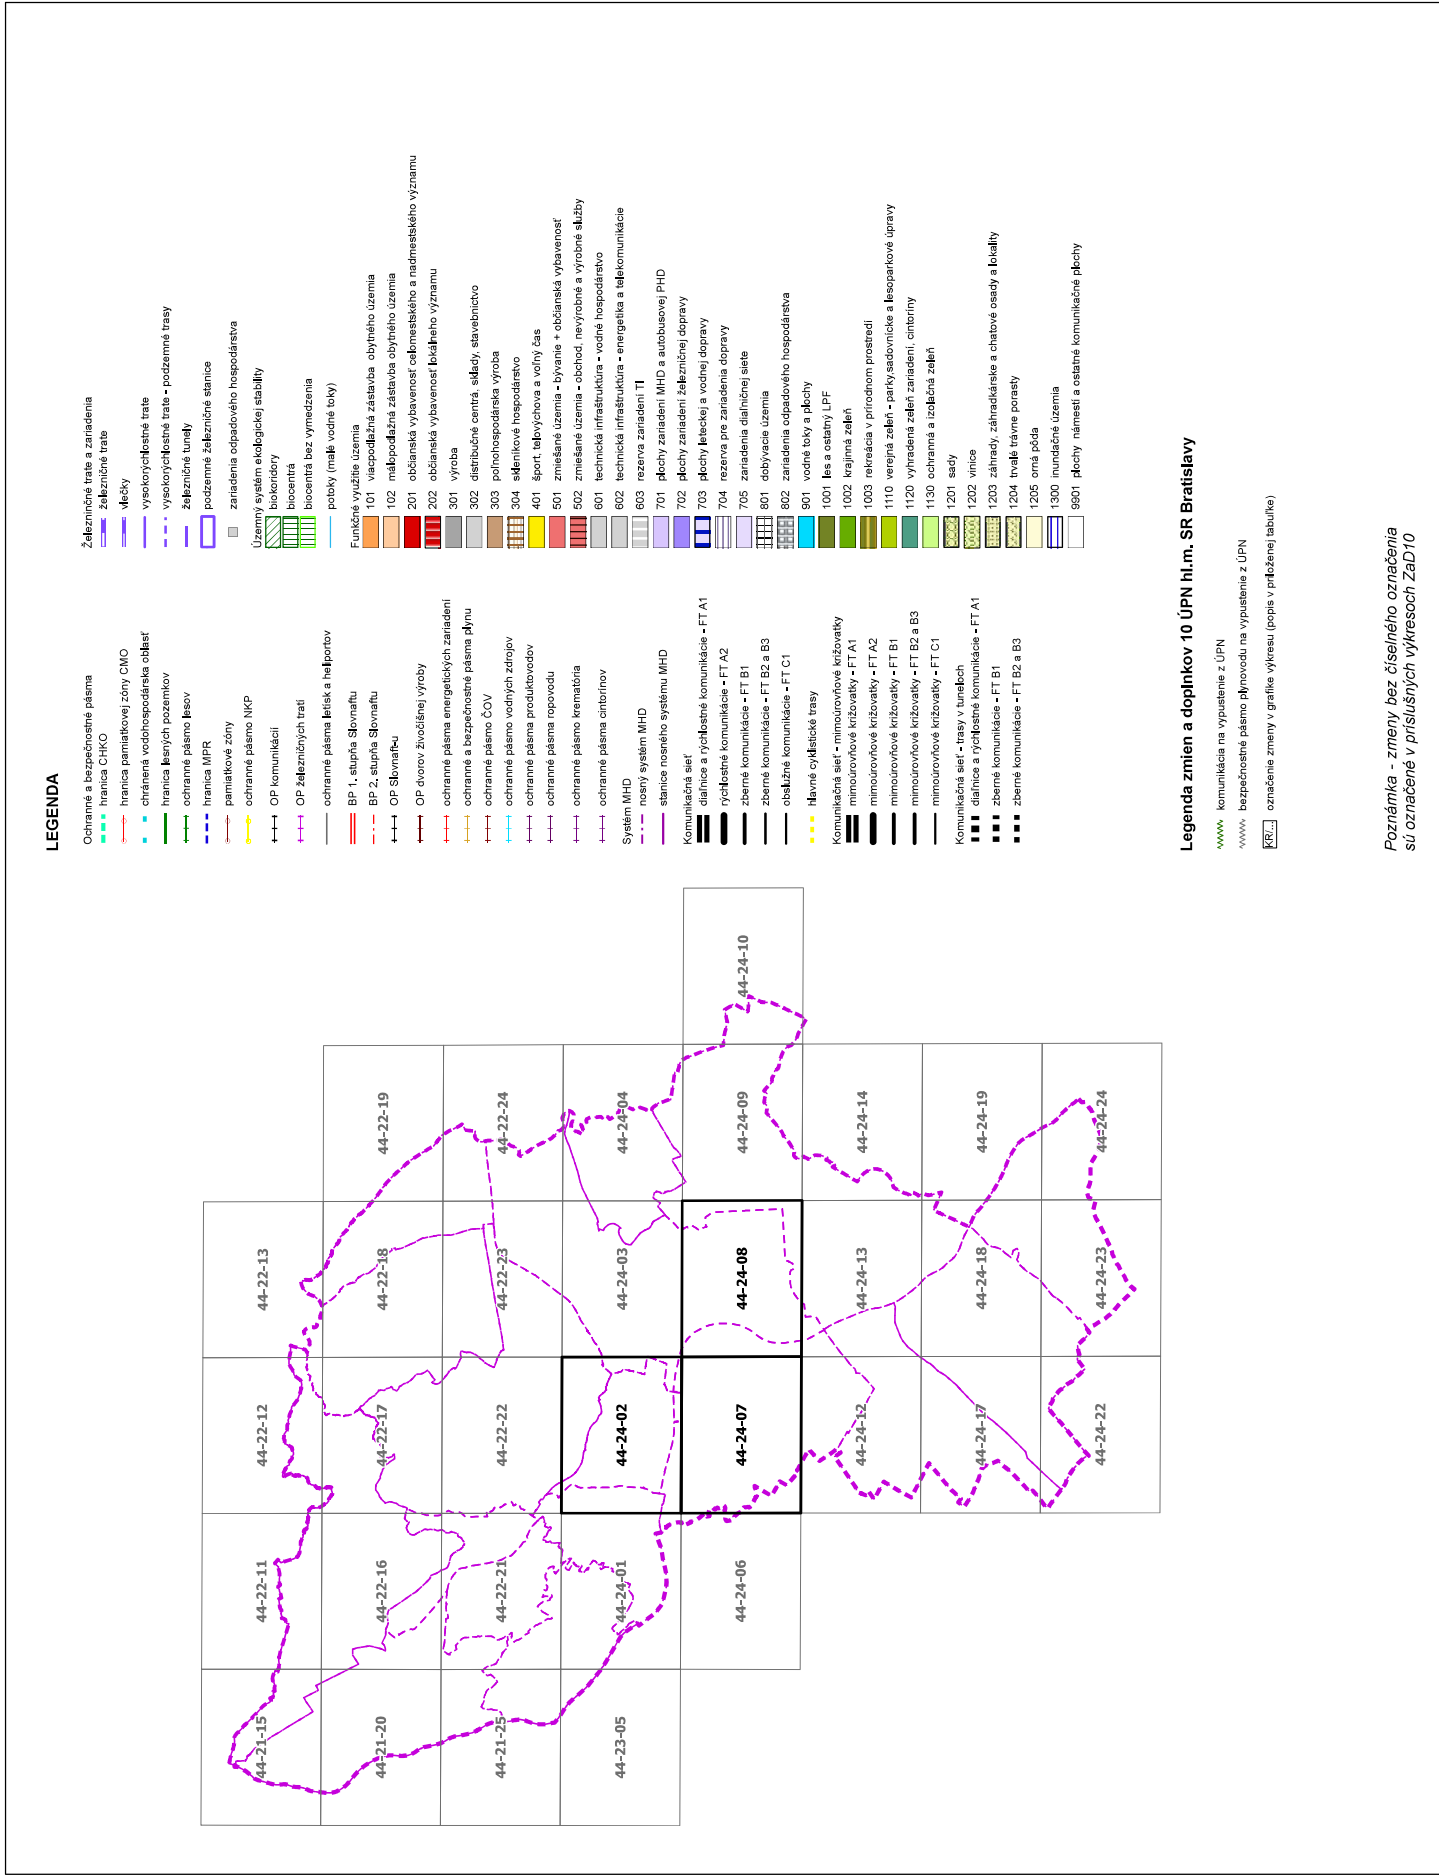 LEGENDA
Ochranné a bezpečnostné pásma
hranica CHKO
hranica pamiatkovej zóny CMO
chránená vodohospodárska oblasť
hranica lesných pozemkov
ochranné pásmo lesov
hranica MPR
pamiatkové zóny
ochranné pásmo NKP
OP komunikácií
OP železničných tratí
ochranné pásma letísk a heliportov
BP 1. stupňa Slovnaftu
BP 2. stupňa Slovnaftu
OP Slovnaftu
OP dvorov živočíšnej výroby
ochranné pásma energetických zariadení
ochranné a bezpečnostné pásma plynu
ochranné pásmo ČOV
ochranné pásmo vodných zdrojov
ochranné pásma produktovodov
ochranné pásma ropovodu
ochranné pásmo krematória
ochranné pásma cintorínov
Systém MHD
nosný systém MHD
stanice nosného systému MHD
Komunikačná sieť
diaľnice a rýchlostné komunikácie - FT A1
rýchlostné komunikácie - FT A2
zberné komunikácie - FT B1
zberné komunikácie - FT B2 a B3
obslužné komunikácie - FT C1
hlavné cyklistické trasy
Komunikačná sieť - mimoúrovňové križovatky
mimoúrovňové križovatky - FT A1
mimoúrovňové križovatky - FT A2
mimoúrovňové križovatky - FT B1
mimoúrovňové križovatky - FT B2 a B3
mimoúrovňové križovatky - FT C1
Komunikačná sieť - trasy v tuneloch
diaľnice a rýchlostné komunikácie - FT A1
zberné komunikácie - FT B1
zberné komunikácie - FT B2 a B3
Železničné trate a zariadenia
železničné trate
vlečky
vysokorýchlostné trate
vysokorýchlostné trate - podzemné trasy
železničné tunely
podzemné železničné stanice
zariadenia odpadového hospodárstva
Územný systém ekologickej stability
biokoridory
biocentrá
biocentrá bez vymedzenia
potoky (malé vodné toky)
Funkčné využitie územia
101 viacpodlažná zástavba obytného územia
102 málopodlažná zástavba obytného územia
201 občianska vybavenosť celomestského a nadmestského významu
202 občianska vybavenosť lokálneho významu
301 výroba
302 distribučné centrá, sklady, stavebníctvo
303 poľnohospodárska výroba
304 skleníkové hospodárstvo
401 šport, telovýchova a voľný čas
501 zmiešané územia - bývanie + občianska vybavenosť
502 zmiešané územia - obchod, nevýrobné a výrobné služby
601 technická infraštruktúra - vodné hospodárstvo
602 technická infraštruktúra - energetika a telekomunikácie
603 rezerva zariadení TI
701 plochy zariadení MHD a autobusovej PHD
702 plochy zariadení železničnej dopravy
703 plochy leteckej a vodnej dopravy
704 rezerva pre zariadenia dopravy
705 zariadenia diaľničnej siete
801 dobývacie územia
802 zariadenia odpadového hospodárstva
901 vodné toky a plochy
1001 les a ostatný LPF
1002 krajinná zeleň
1003 rekreácia v prírodnom prostredí
1110 verejná zeleň - parky,sadovnícke a lesoparkové úpravy
1120 vyhradená zeleň zariadení, cintoríny
1130 ochranná a izolačná zeleň
1201 sady
1202 vinice
1203 záhrady, záhradkárske a chatové osady a lokality
1204 trvalé trávne porasty
1205 orná pôda
1300 inundačné územia
9901 plochy námestí a ostatné komunikačné plochy
Legenda zmien a doplnkov 10 ÚPN hl.m. SR Bratislavy
komunikácia na vypustenie z ÚPN
bezpečnostné pásmo plynovodu na vypustenie z ÚPN
KR/... označenie zmeny v grafike výkresu (popis v priloženej tabuľke)
Poznámka - zmeny bez číselného označenia
sú označené v príslušných výkresoch ZaD10
44-21-15 44-22-11 44-22-12 44-22-13
44-21-20 44-22-16 44-22-17 44-22-18 44-22-19
44-21-25 44-22-21 44-22-22 44-22-23 44-22-24
44-23-05 44-24-01 44-24-02 44-24-03 44-24-04
44-24-06 44-24-07 44-24-08 44-24-09 44-24-10
44-24-12 44-24-13 44-24-14
44-24-17 44-24-18 44-24-19
44-24-22 44-24-23 44-24-24